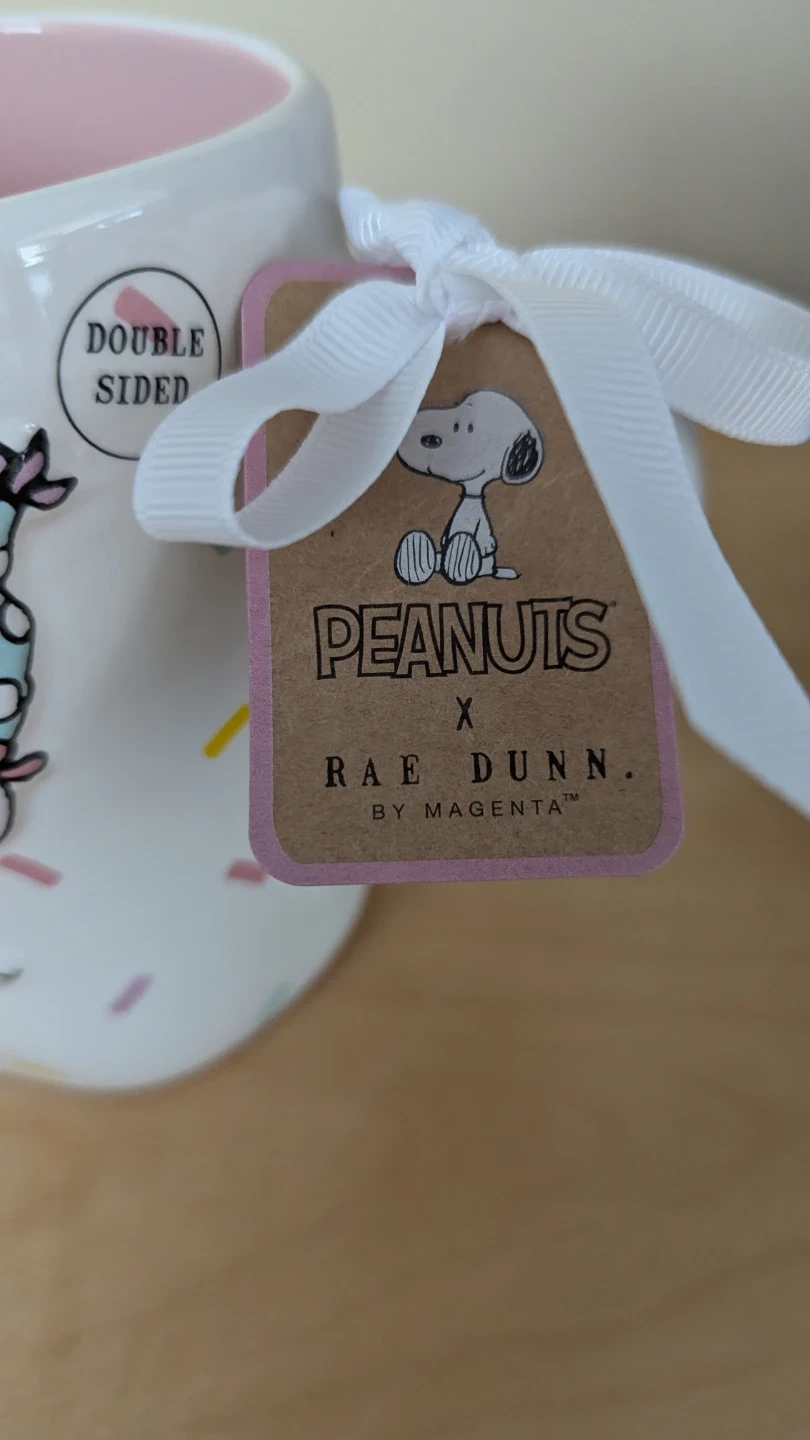 DOUBLE
SIDED
PEANUTS
X
RAE DUNN.
BY MAGENTA™